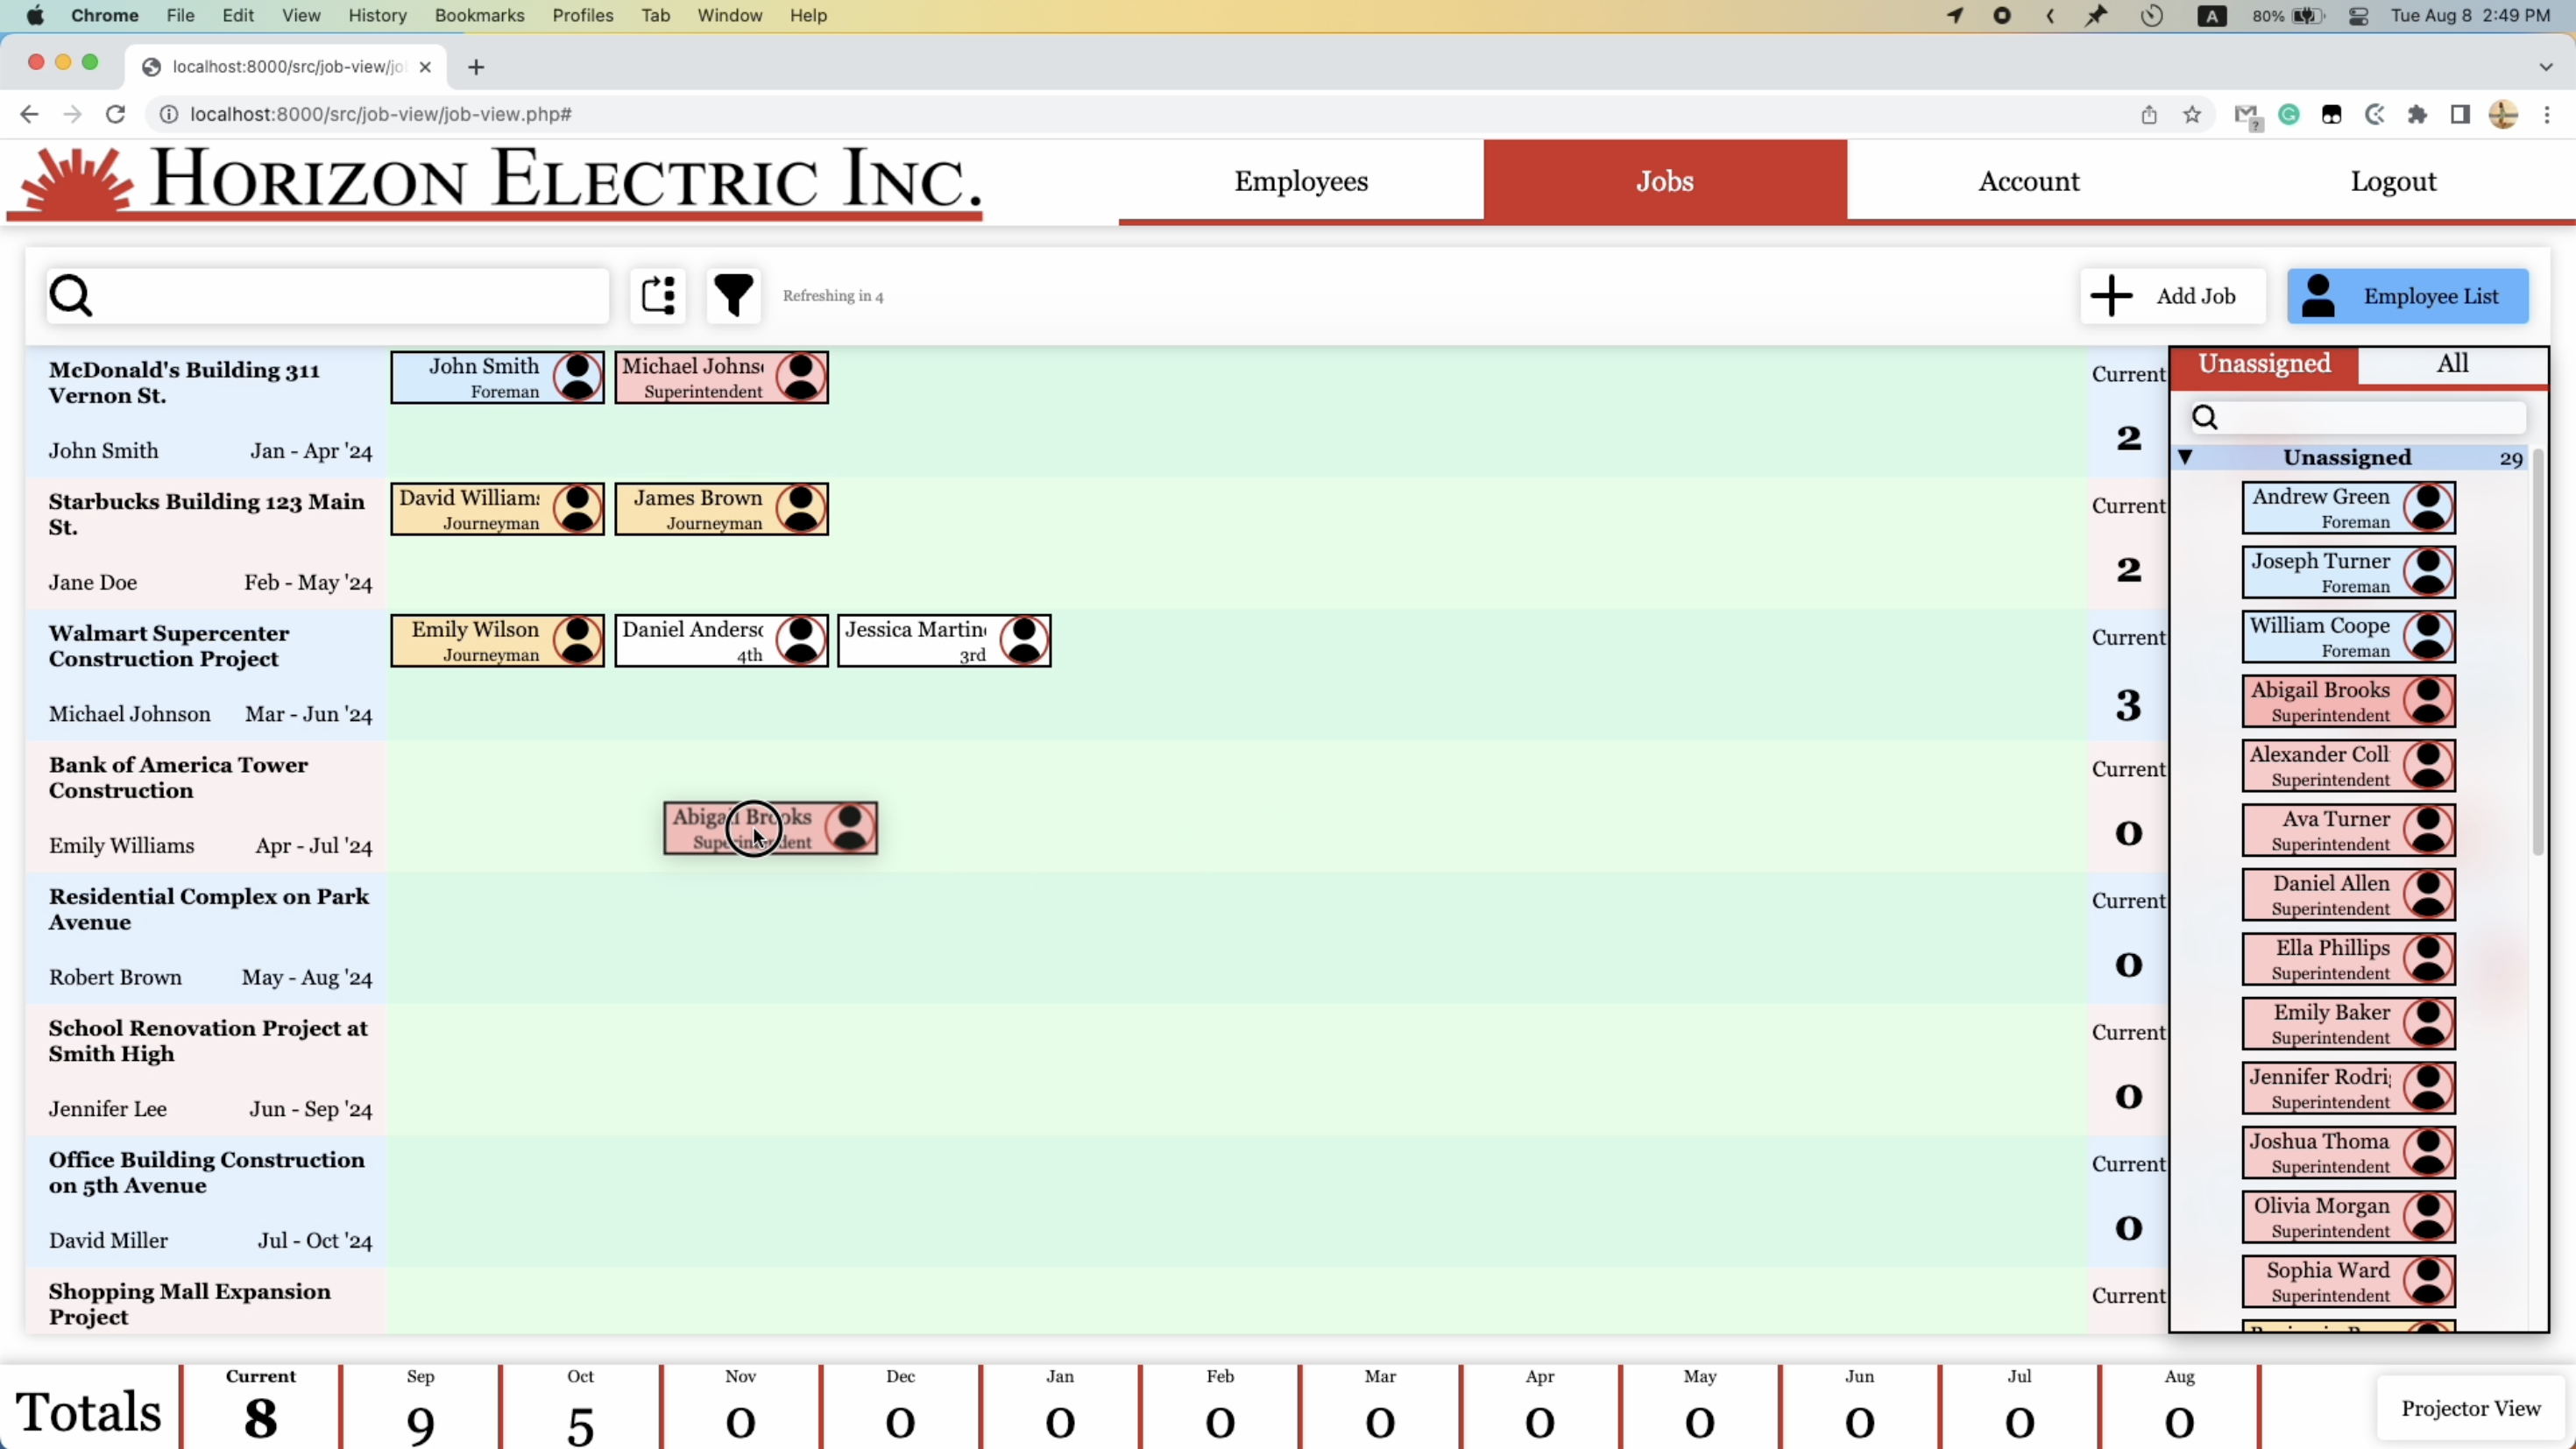 Chrome File Edit View History Bookmarks Profiles Tab Window Help A 80% Tue Aug 8 2:49 PM
localhost:8000/src/job-view/jo
localhost:8000/src/job-view/job-view.php#
HORIZON ELECTRIC INC. Employees Jobs Account Logout
Refreshing in 4 Add Job Employee List
McDonald's Building 311
Vernon St.
John Smith Jan - Apr '24
John Smith
Foreman
Michael Johns
Superintendent
Current
2
Starbucks Building 123 Main
St.
Jane Doe Feb - May '24
David Williams
Journeyman
James Brown
Journeyman
Current
2
Walmart Supercenter
Construction Project
Michael Johnson Mar - Jun '24
Emily Wilson
Journeyman
Daniel Anders
4th
Jessica Martin
3rd
Current
3
Bank of America Tower
Construction
Emily Williams Apr - Jul '24
Abigail Brooks
Superintendent
Current
0
Residential Complex on Park
Avenue
Robert Brown May - Aug '24
Current
0
School Renovation Project at
Smith High
Jennifer Lee Jun - Sep '24
Current
0
Office Building Construction
on 5th Avenue
David Miller Jul - Oct '24
Current
0
Shopping Mall Expansion
Project
Current
Unassigned All
▼ Unassigned 29
Andrew Green
Foreman
Joseph Turner
Foreman
William Coope
Foreman
Abigail Brooks
Superintendent
Alexander Coll
Superintendent
Ava Turner
Superintendent
Daniel Allen
Superintendent
Ella Phillips
Superintendent
Emily Baker
Superintendent
Jennifer Rodri
Superintendent
Joshua Thoma
Superintendent
Olivia Morgan
Superintendent
Sophia Ward
Superintendent
Totals
Current Sep Oct Nov Dec Jan Feb Mar Apr May Jun Jul Aug
8 9 5 0 0 0 0 0 0 0 0 0 0
Projector View